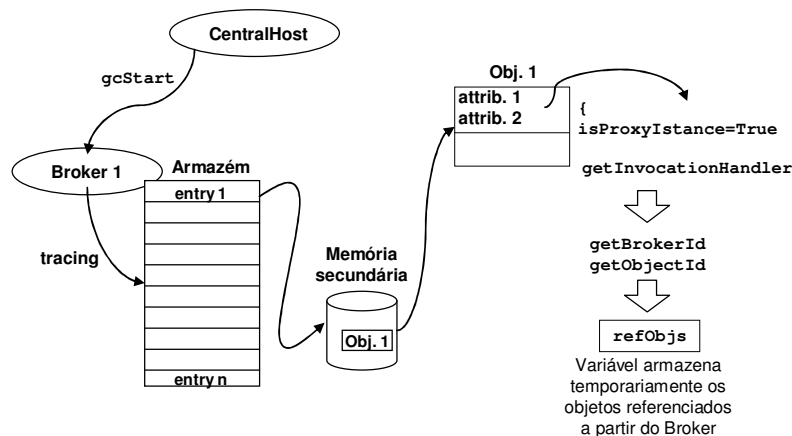 CentralHost
gcStart
Broker 1
Armazém
entry 1
tracing
entry n
Memória
secundária
Obj. 1
Obj. 1
attrib. 1
attrib. 2
{
isProxyIstance=True
getInvocationHandler
getBrokerId
getObjectId
refObjs
Variável armazena
temporariamente os
objetos referenciados
a partir do Broker